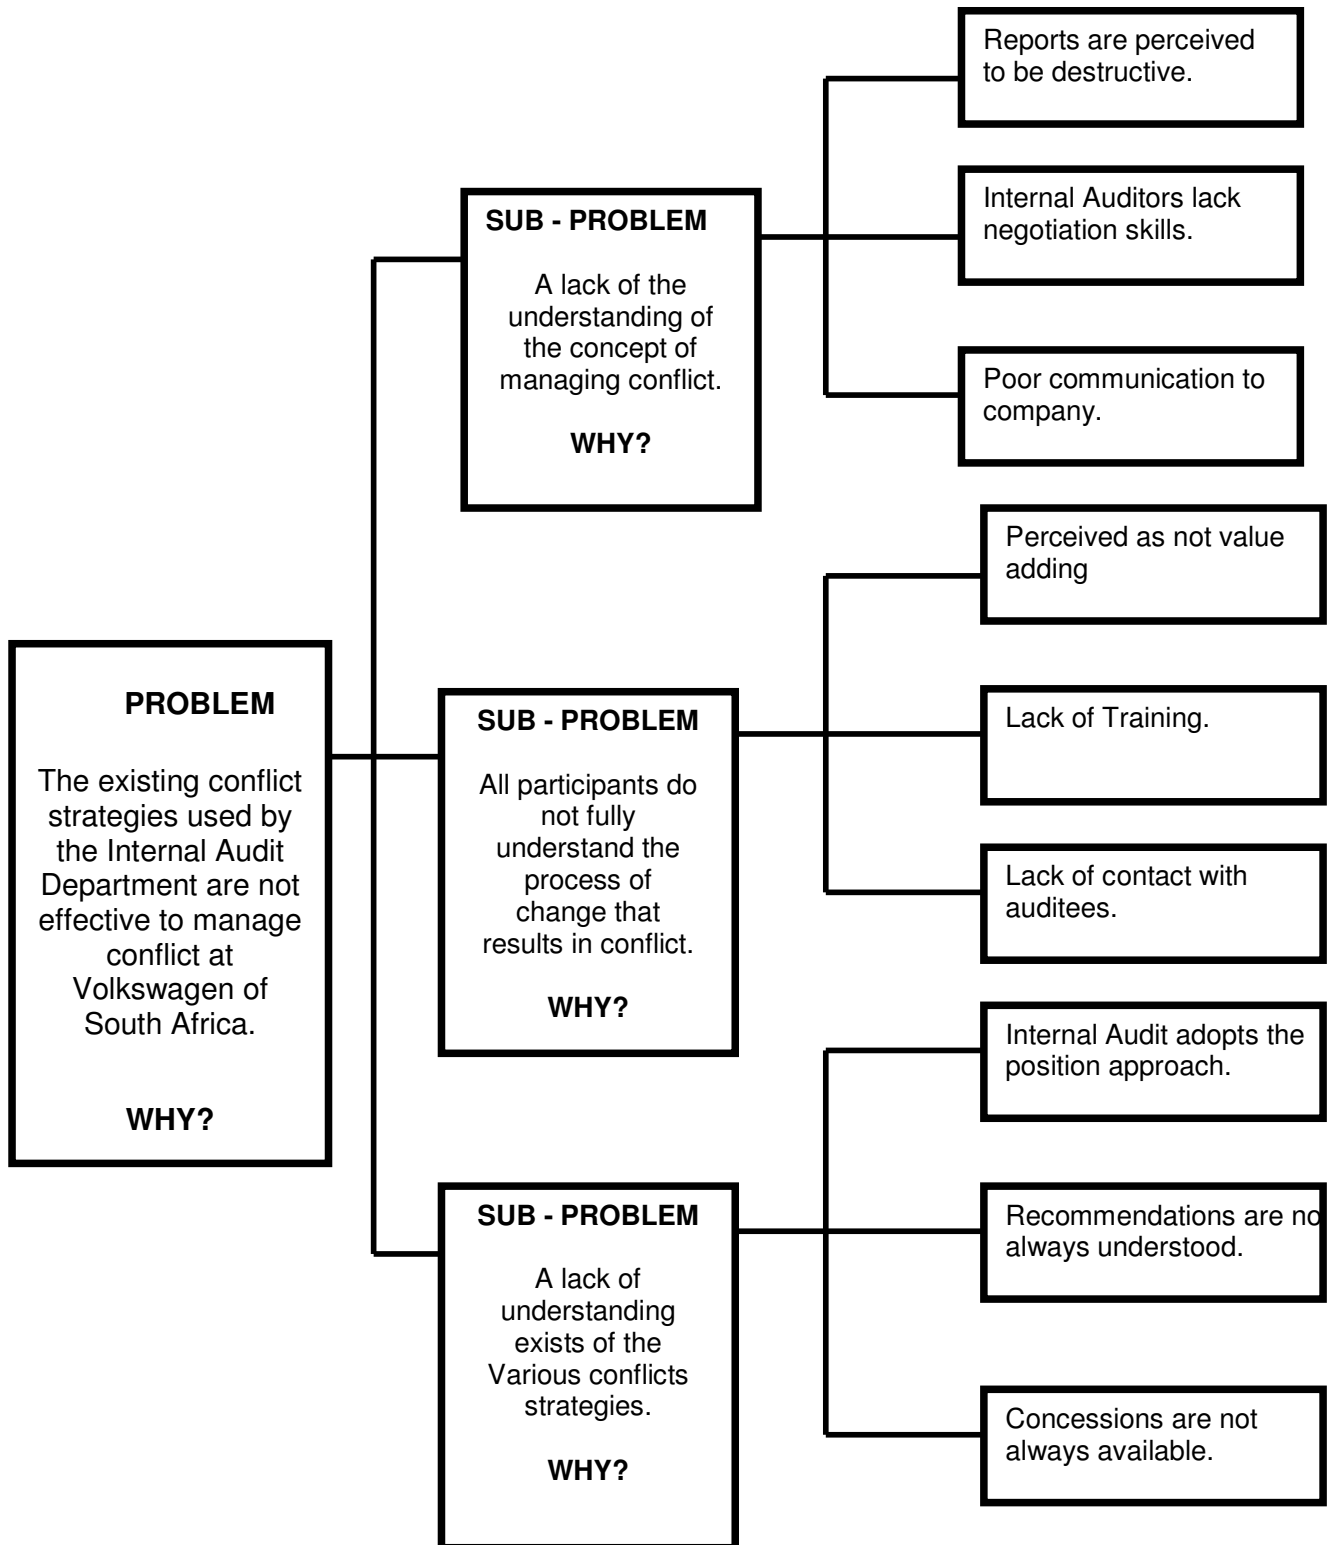 PROBLEM
The existing conflict
strategies used by
the Internal Audit
Department are not
effective to manage
conflict at
Volkswagen of
South Africa.
WHY?
SUB - PROBLEM
A lack of the
understanding of
the concept of
managing conflict.
WHY?
Reports are perceived
to be destructive.
Internal Auditors lack
negotiation skills.
Poor communication to
company.
SUB - PROBLEM
All participants do
not fully
understand the
process of
change that
results in conflict.
WHY?
Perceived as not value
adding
Lack of Training.
Lack of contact with
auditees.
SUB - PROBLEM
A lack of
understanding
exists of the
Various conflicts
strategies.
WHY?
Internal Audit adopts the
position approach.
Recommendations are no
always understood.
Concessions are not
always available.